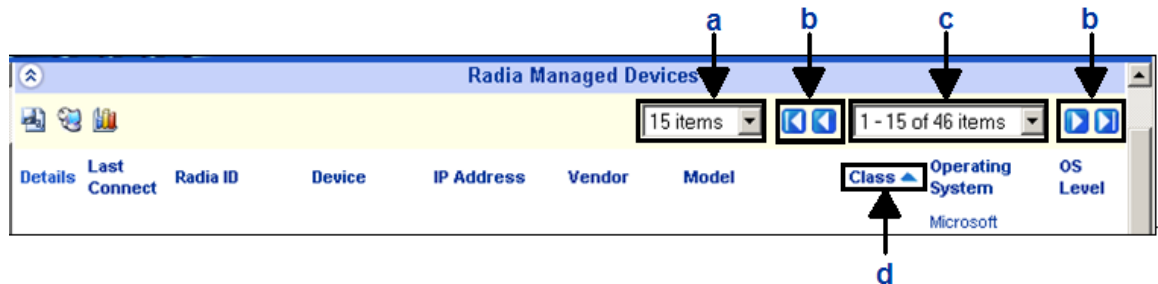 a b c b
Radia Managed Devices
15 items 1 - 15 of 46 items
Details Last Connect Radia ID Device IP Address Vendor Model Class Operating System OS Level
Microsoft
d